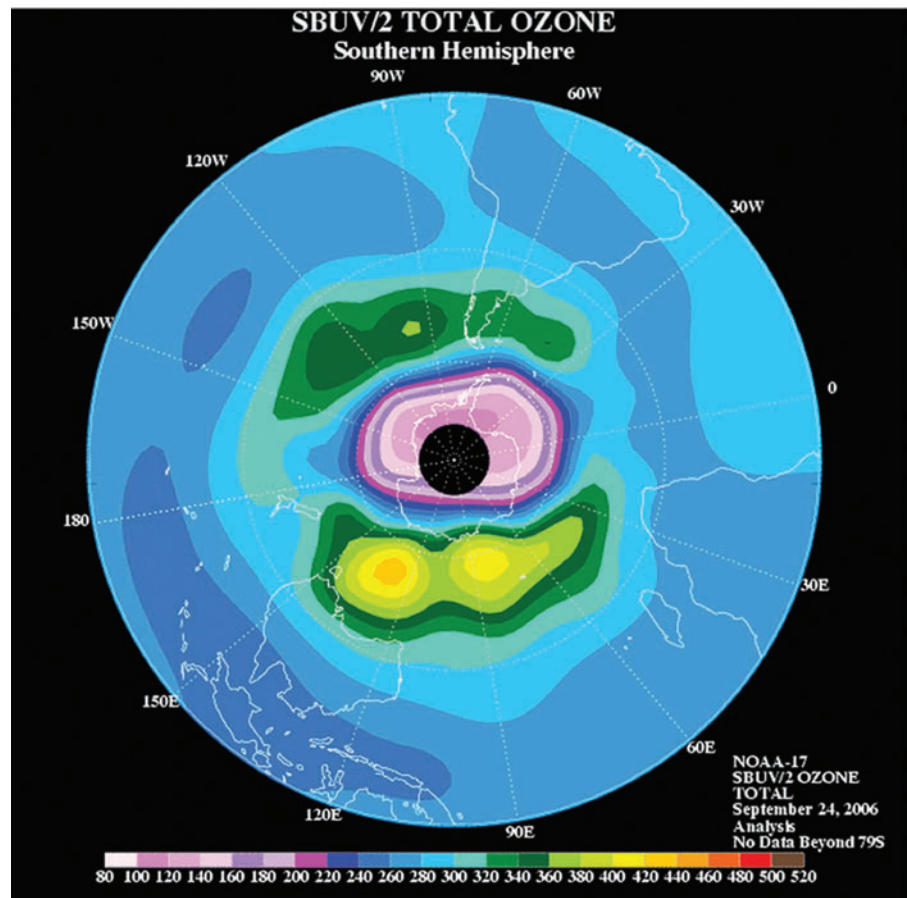 SBUV/2 TOTAL OZONE
Southern Hemisphere
90W
60W
120W
30W
150W
0
180
30E
150E
60E
120E
90E
NOAA-17
SBUV/2 OZONE
TOTAL
September 24, 2006
Analysis
No Data Beyond 79S
80 100 120 140 160 180 200 220 240 260 280 300 320 340 360 380 400 420 440 460 480 500 520